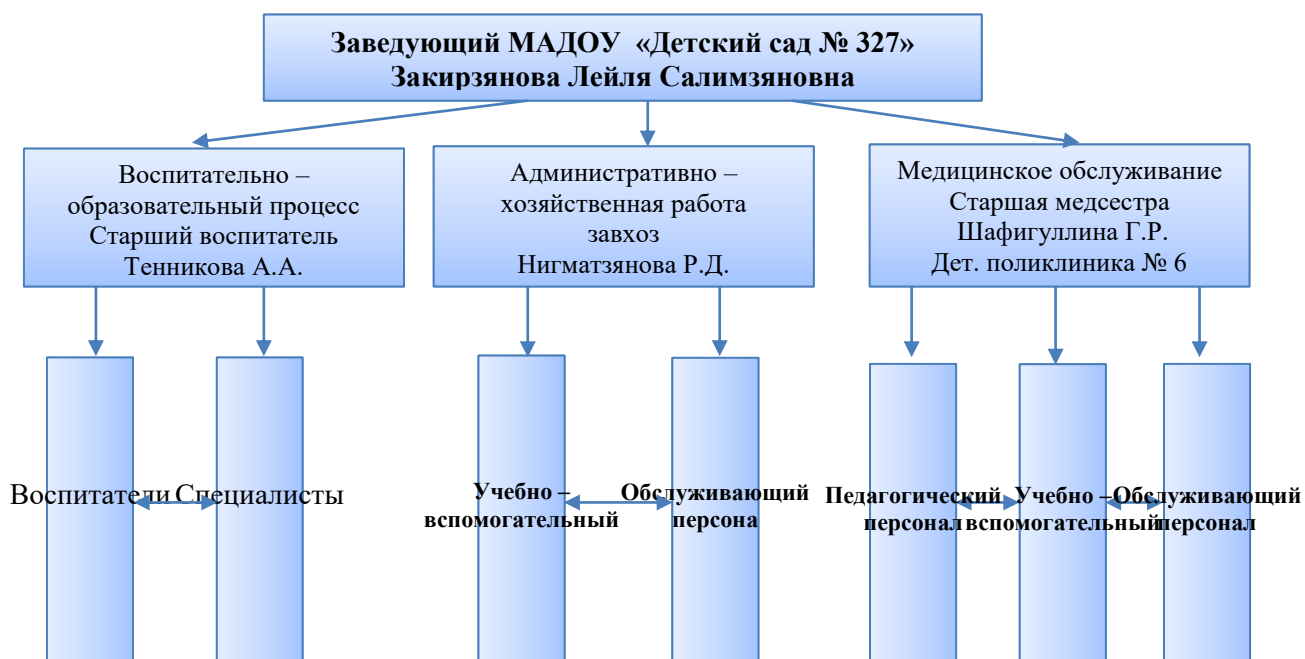 Заведующий МАДОУ «Детский сад № 327»
Закирзянова Лейля Салимзяновна
Воспитательно –
образовательный процесс
Старший воспитатель
Тенникова А.А.
Административно –
хозяйственная работа
завхоз
Нигматзянова Р.Д.
Медицинское обслуживание
Старшая медсестра
Шафигуллина Г.Р.
Дет. поликлиника № 6
Воспитатели
Специалисты
Учебно –
вспомогательный
Обслуживающий
персона
Педагогический
персонал
Учебно –
вспомогательный
Обслуживающий
персонал